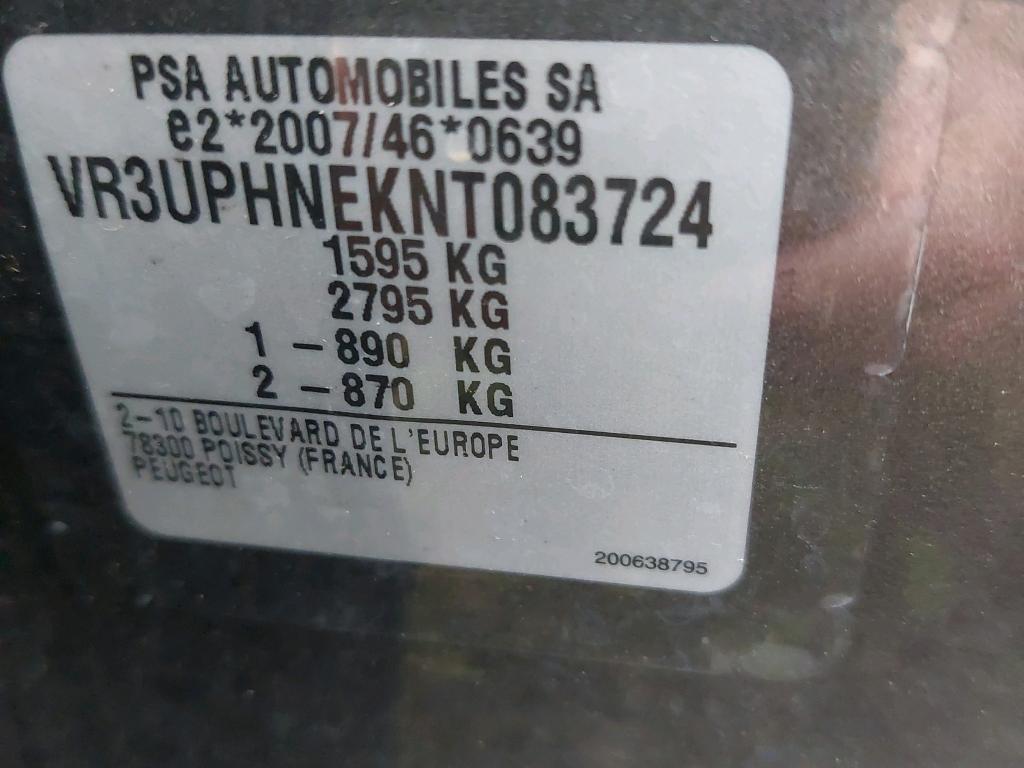 PSA AUTOMOBILES SA
e2*2007/46*0639
VR3UPHNEKNT083724
1595 KG
2795 KG
1 - 890 KG
2 - 870 KG
2-10 BOULEVARD DE L'EUROPE
78300 POISSY (FRANCE)
PEUGEOT
200638795